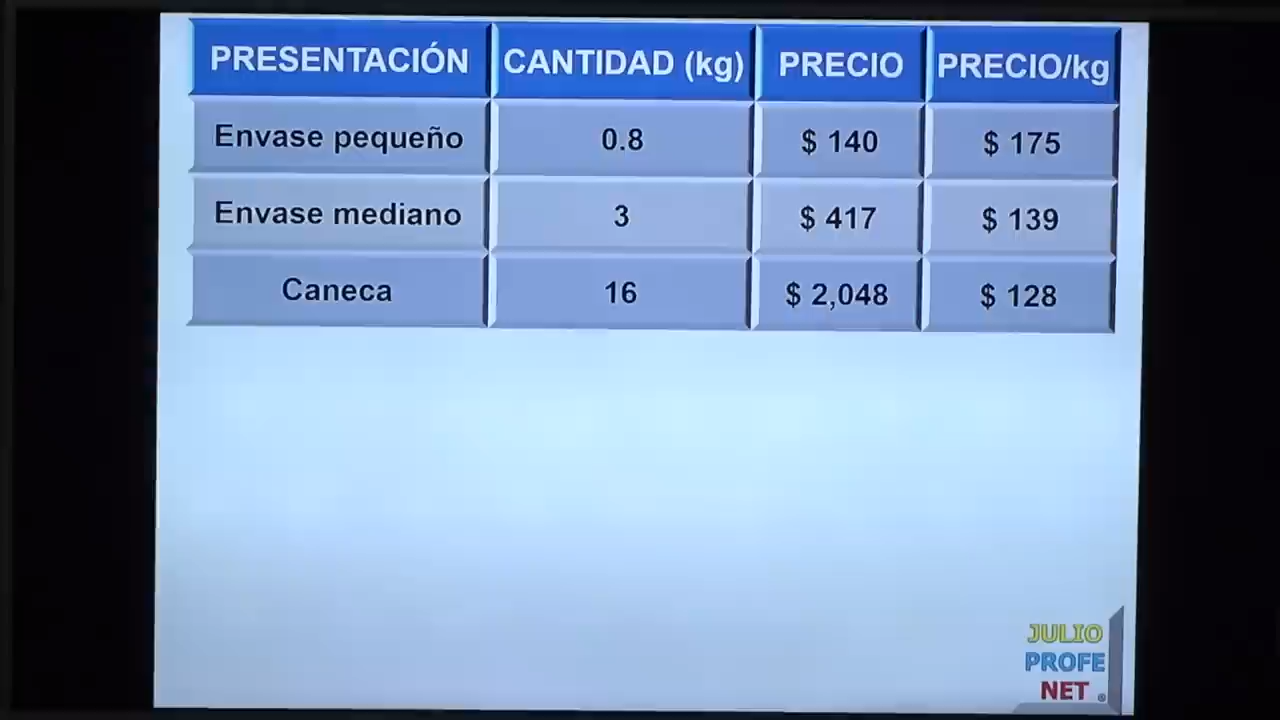 PRESENTACIÓN CANTIDAD (kg) PRECIO PRECIO/kg
Envase pequeño 0.8 $ 140 $ 175
Envase mediano 3 $ 417 $ 139
Caneca 16 $ 2,048 $ 128
JULIO
PROFE
NET ®